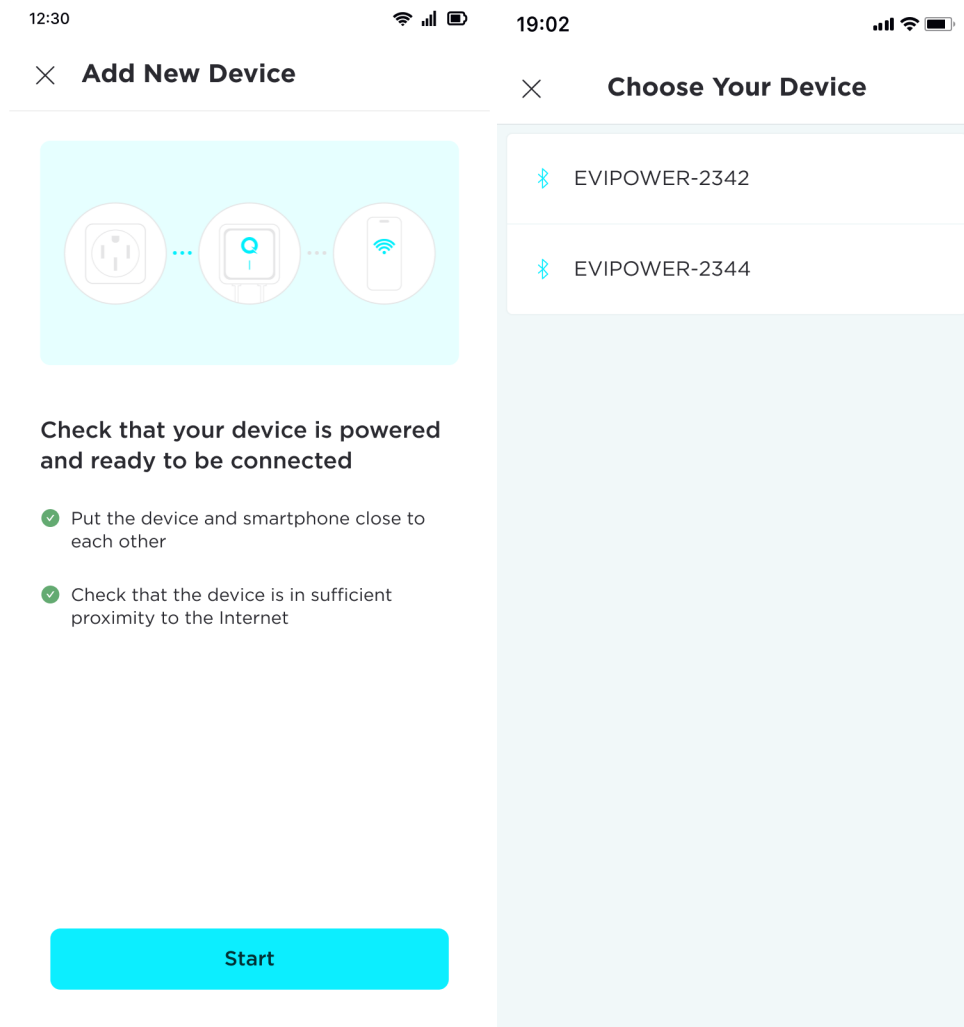 12:30
Add New Device
Q
Check that your device is powered
and ready to be connected
Put the device and smartphone close to
each other
Check that the device is in sufficient
proximity to the Internet
Start
19:02
Choose Your Device
EVIPOWER-2342
EVIPOWER-2344